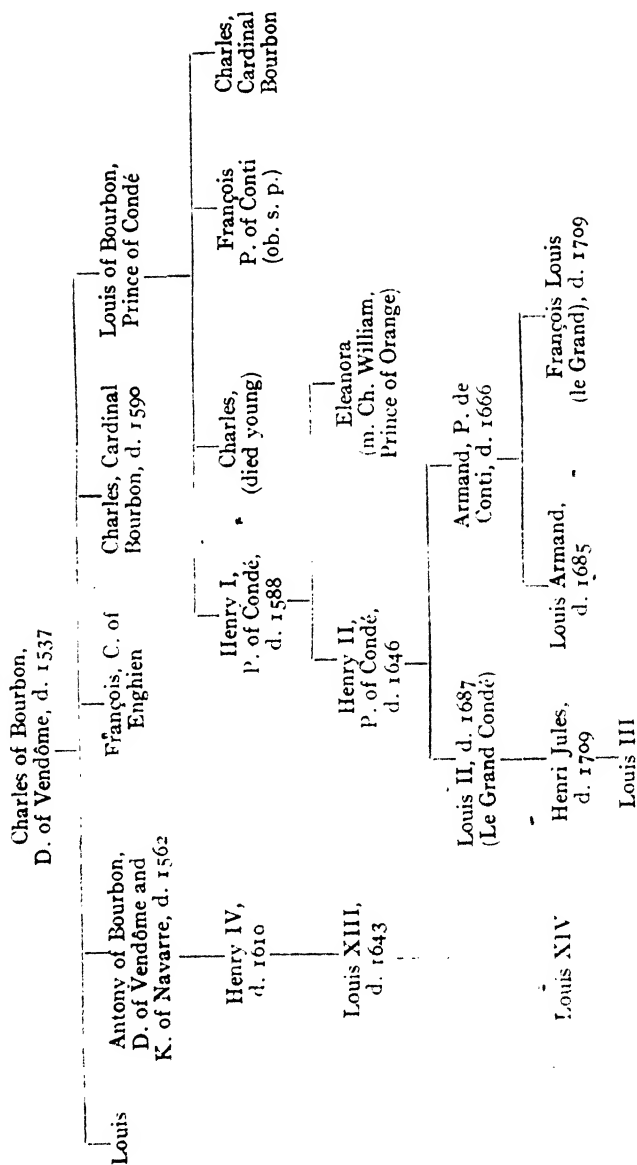 Charles of Bourbon,
D. of Vendôme, d. 1537
Louis
Antony of Bourbon,
D. of Vendôme and
K. of Navarre, d. 1562
François, C. of
Enghien
Charles, Cardinal
Bourbon, d. 1590
Louis of Bourbon,
Prince of Condé
Henry IV,
d. 1610
Henry I,
P. of Condé,
d. 1588
Charles,
(died young)
François
P. of Conti
(ob. s. p.)
Charles,
Cardinal
Bourbon
Louis XIII,
d. 1643
Henry II,
P. of Condé,
d. 1646
Eleanora
(m. Ch. William,
Prince of Orange)
Louis XIV
Louis II, d. 1687
(Le Grand Condé)
Armand, P. de
Conti, d. 1666
Henri Jules,
d. 1709
Louis Armand,
d. 1685
François Louis
(le Grand), d. 1709
Louis III